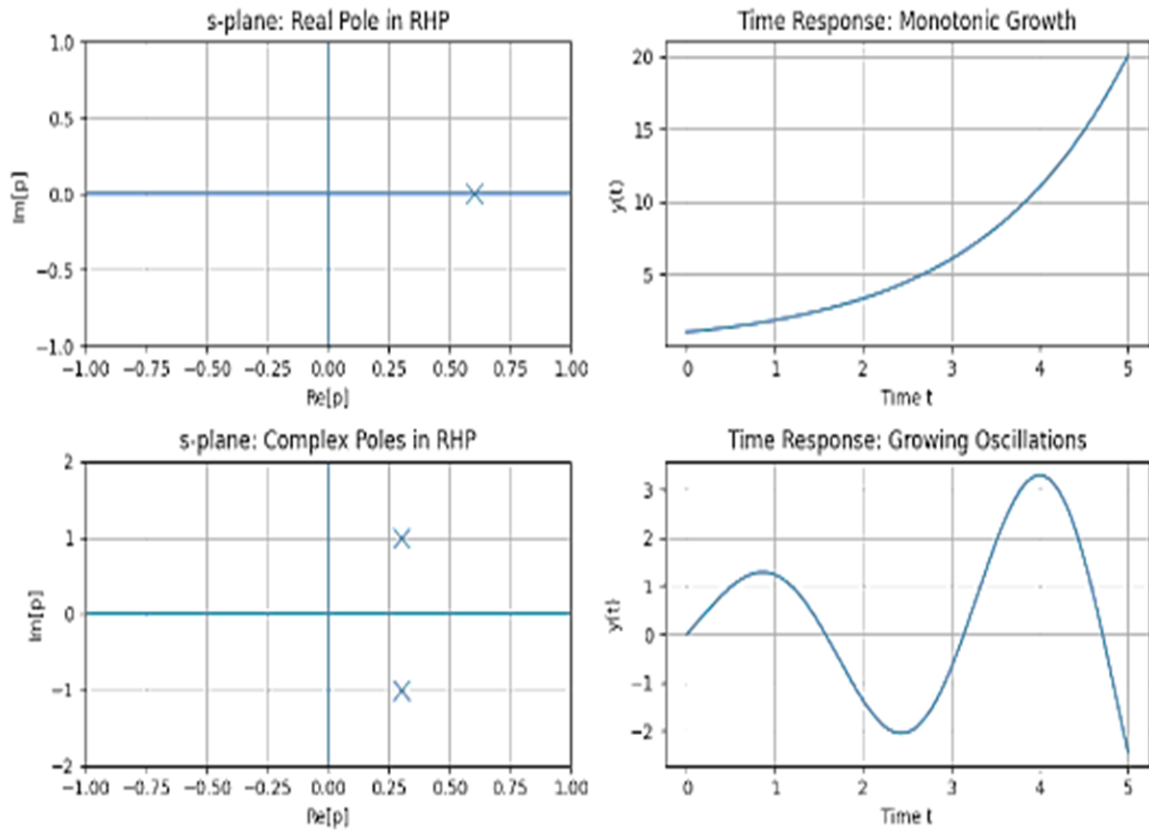 s-plane: Real Pole in RHP
Im[p]
1.0
0.5
0.0
−0.5
−1.0
−1.00 −0.75 −0.50 −0.25 0.00 0.25 0.50 0.75 1.00
Re[p]
Time Response: Monotonic Growth
y(t)
20
15
10
5
0 1 2 3 4 5
Time t
s-plane: Complex Poles in RHP
Im[p]
2
1
0
−1
−2
−1.00 −0.75 −0.50 −0.25 0.00 0.25 0.50 0.75 1.00
Re[p]
Time Response: Growing Oscillations
y(t)
3
2
1
0
−1
−2
0 1 2 3 4 5
Time t